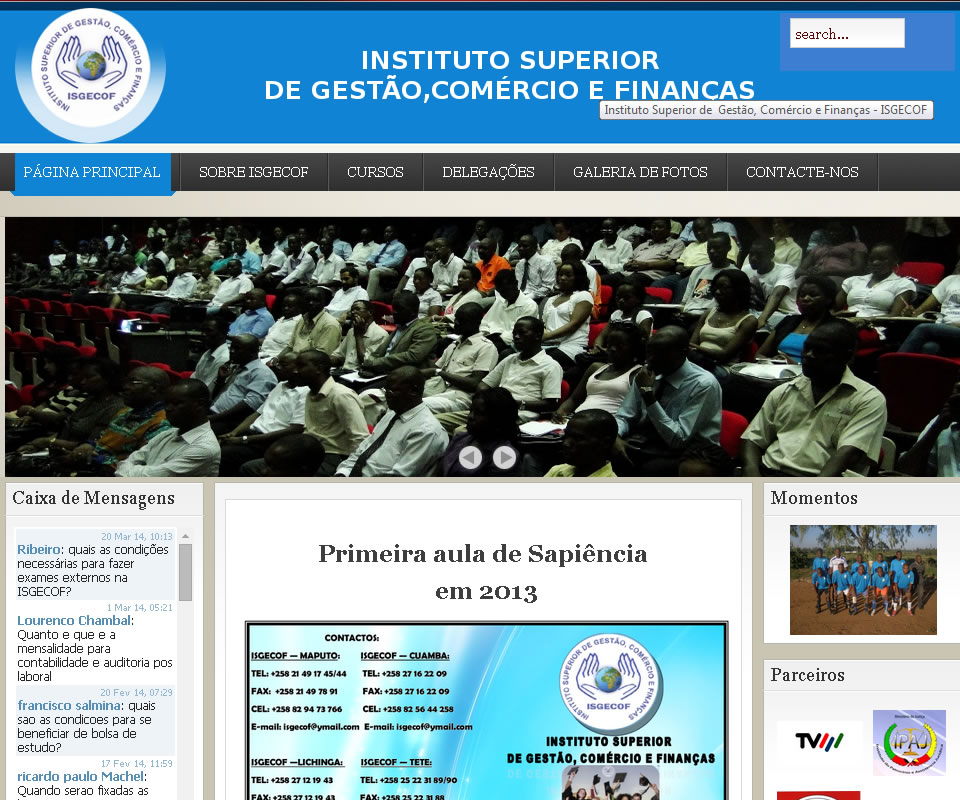 INSTITUTO SUPERIOR DE GESTÃO, COMÉRCIO E FINANÇAS
ISGECOF
INSTITUTO SUPERIOR
DE GESTÃO,COMÉRCIO E FINANÇAS
search...
Instituto Superior de Gestão, Comércio e Finanças - ISGECOF
PÁGINA PRINCIPAL
SOBRE ISGECOF
CURSOS
DELEGAÇÕES
GALERIA DE FOTOS
CONTACTE-NOS
Caixa de Mensagens
20 Mar 14, 10:13
Ribeiro: quais as condições
necessárias para fazer
exames externos na
ISGECOF?
1 Mar 14, 05:21
Lourenco Chambal:
Quanto e que e a
mensalidade para
contabilidade e auditoria pos
laboral
20 Fev 14, 07:29
francisco salmina: quais
sao as condicoes para se
beneficiar de bolsa de
estudo?
17 Fev 14, 11:59
ricardo paulo Machel:
Quando serao fixadas as
Primeira aula de Sapiência
em 2013
CONTACTOS:
ISGECOF — MAPUTO: ISGECOF — CUAMBA:
TEL: +258 21 49 17 45/44 TEL: +258 27 16 22 09
FAX: +258 21 49 78 91 FAX: +258 27 16 22 09
CEL: +258 82 94 73 766 CEL: +258 82 56 44 258
E-mail: isgecof@ymail.com E-mail: isgecof@ymail.com
ISGECOF —LICHINGA: ISGECOF — TETE:
TEL: +258 27 12 19 43 TEL: +258 25 22 31 89/90
FAX: +258 27 12 19 43 FAX: +258 25 22 31 88
INSTITUTO SUPERIOR DE GESTÃO, COMÉRCIO E FINANÇAS
ISGECOF
INSTITUTO SUPERIOR
DE GESTÃO, COMÉRCIO E FINANÇAS
Momentos
Parceiros
TVM
IPAJ